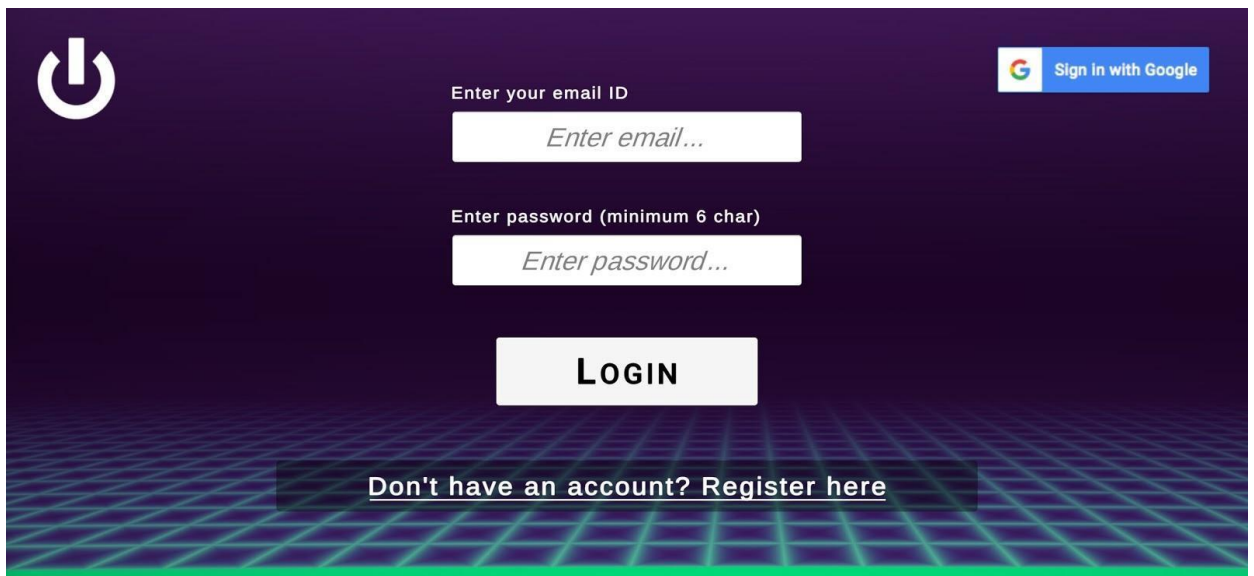 Sign in with Google
Enter your email ID
Enter email...
Enter password (minimum 6 char)
Enter password...
LOGIN
Don't have an account? Register here